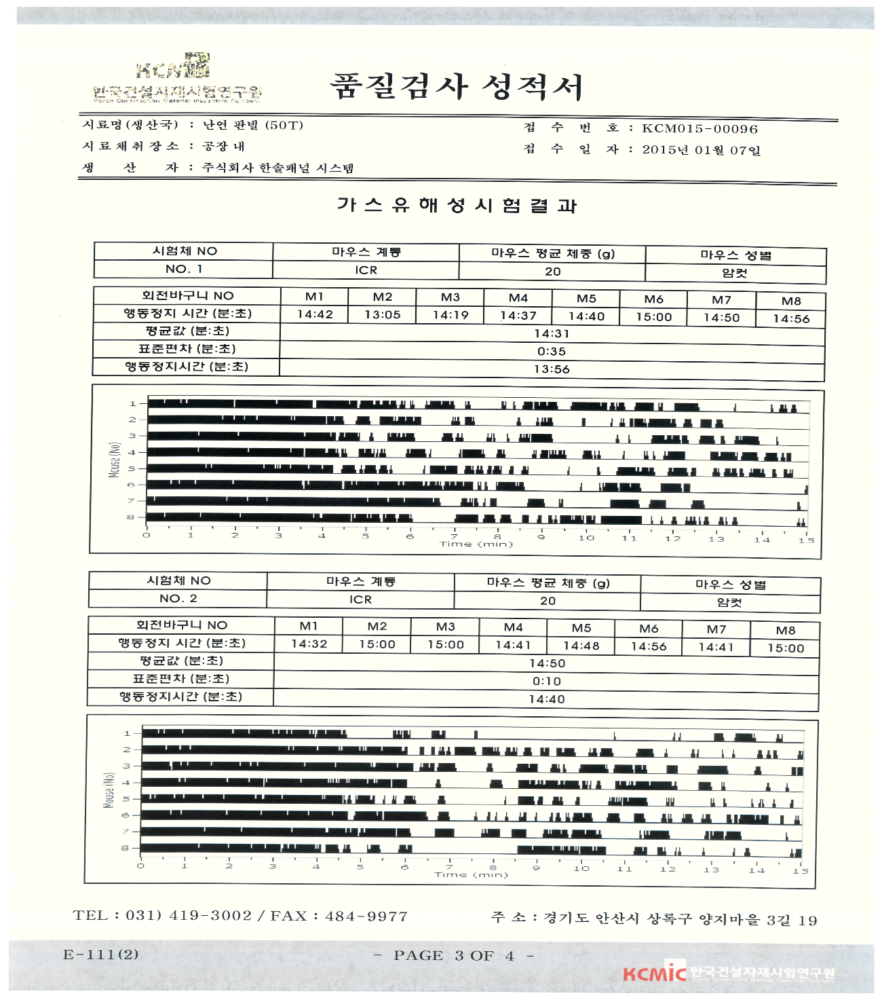 KCMIC
한국건설자재시험연구원
Korea Construction Material Inspection Company
품질검사 성적서
시료명(생산국) : 난연 판넬 (50T)
접 수 번 호 : KCM015-00096
시료채취장소 : 공장내
접 수 일 자 : 2015년 01월 07일
생 산 자 : 주식회사 한솔패널 시스템
가스유해성시험결과
시험체 NO 마우스 계통 마우스 평균 체중 (g) 마우스 성별
NO. 1 ICR 20 암컷
회전바구니 NO M1 M2 M3 M4 M5 M6 M7 M8
행동정지 시간 (분:초) 14:42 13:05 14:19 14:37 14:40 15:00 14:50 14:56
평균값 (분:초) 14:31
표준편차 (분:초) 0:35
행동정지시간 (분:초) 13:56
Mouse (No)
1
2
3
4
5
6
7
8
0 1 2 3 4 5 6 7 8 9 10 11 12 13 14 15
Time (min)
시험체 NO 마우스 계통 마우스 평균 체중 (g) 마우스 성별
NO. 2 ICR 20 암컷
회전바구니 NO M1 M2 M3 M4 M5 M6 M7 M8
행동정지 시간 (분:초) 14:32 15:00 15:00 14:41 14:48 14:56 14:41 15:00
평균값 (분:초) 14:50
표준편차 (분:초) 0:10
행동정지시간 (분:초) 14:40
Mouse (No)
1
2
3
4
5
6
7
8
0 1 2 3 4 5 6 7 8 9 10 11 12 13 14 15
Time (min)
TEL : 031) 419-3002 / FAX : 484-9977
주 소 : 경기도 안산시 상록구 양지마을 3길 19
E-111(2)
- PAGE 3 OF 4 -
KCMiC 한국건설자재시험연구원